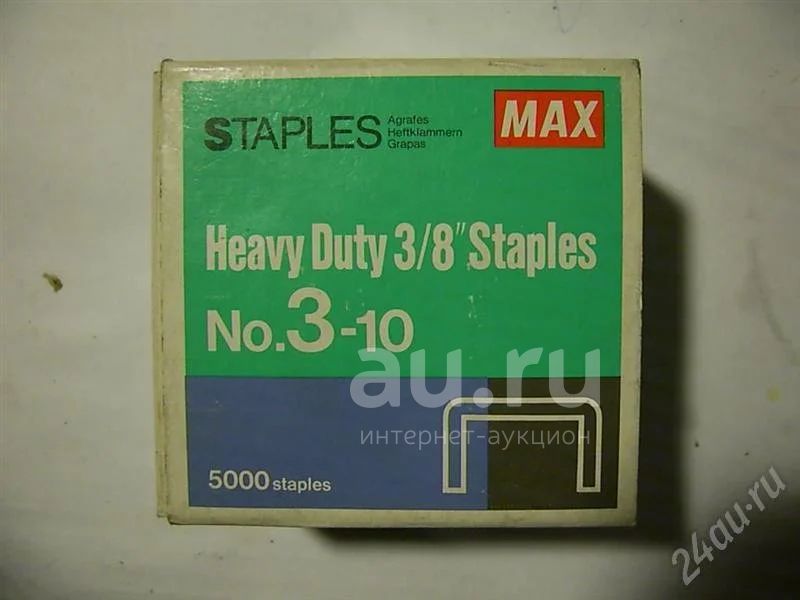 STAPLES
Agrafes
Heftklammern
Grapas
MAX
Heavy Duty 3/8" Staples
No.3-10
au.ru
интернет-аукцион
5000 staples
24au.ru